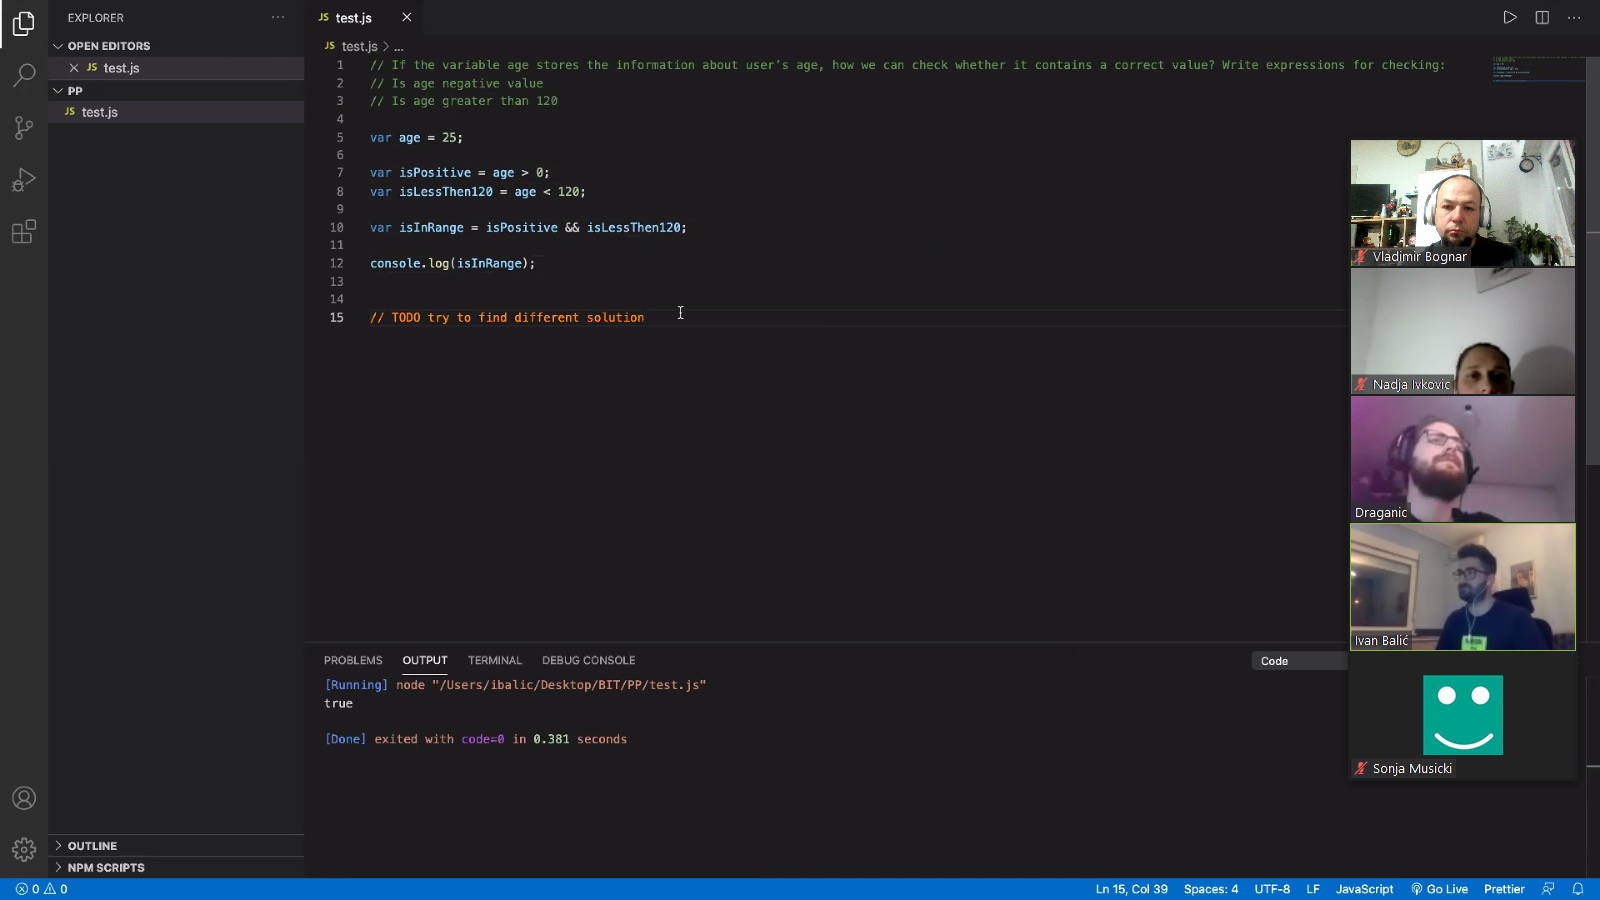 EXPLORER
OPEN EDITORS
JS test.js
PP
JS test.js
OUTLINE
NPM SCRIPTS
JS test.js
JS test.js > ...
1 // If the variable age stores the information about user’s age, how we can check whether it contains a correct value? Write expressions for checking:
2 // Is age negative value
3 // Is age greater than 120
4
5 var age = 25;
6
7 var isPositive = age > 0;
8 var isLessThen120 = age < 120;
9
10 var isInRange = isPositive && isLessThen120;
11
12 console.log(isInRange);
13
14
15 // TODO try to find different solution
PROBLEMS OUTPUT TERMINAL DEBUG CONSOLE
Code
[Running] node "/Users/ibalic/Desktop/BIT/PP/test.js"
true
[Done] exited with code=0 in 0.381 seconds
Vladimir Bognar
Nadja Ivkovic
Draganic
Ivan Balić
Sonja Musicki
0 0
Ln 15, Col 39 Spaces: 4 UTF-8 LF JavaScript Go Live Prettier